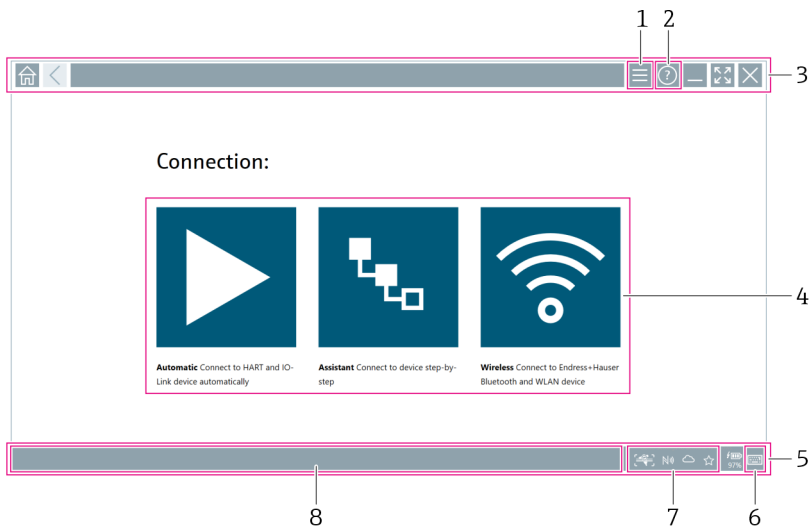 1 2
?
3
Connection:
4
Automatic Connect to HART and IO-
Link device automatically
Assistant Connect to device step-by-
step
Wireless Connect to Endress+Hauser
Bluetooth and WLAN device
97%
5
8 7 6